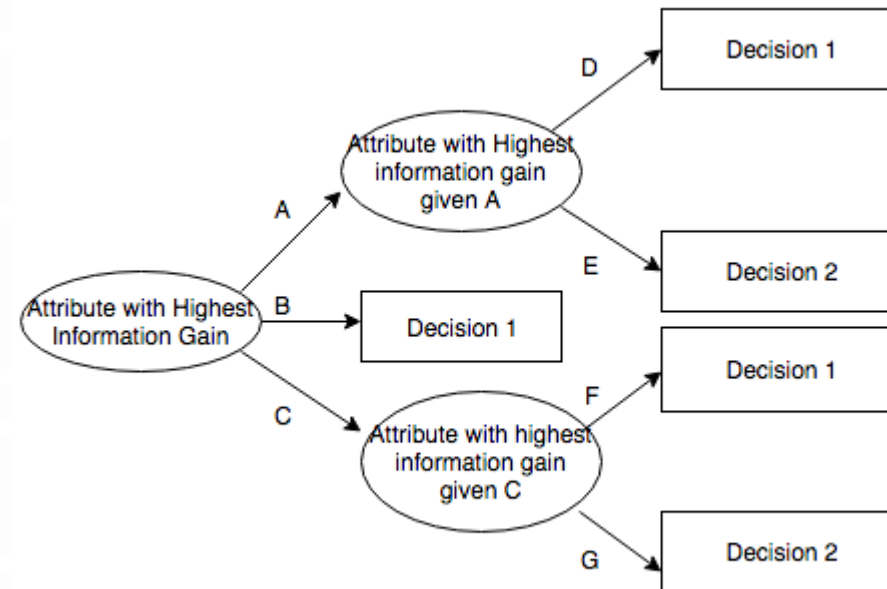 D
Decision 1
Attribute with Highest
information gain
given A
A
E
Decision 2
Attribute with Highest
Information Gain
B
Decision 1
C
F
Decision 1
Attribute with highest
information gain
given C
G
Decision 2